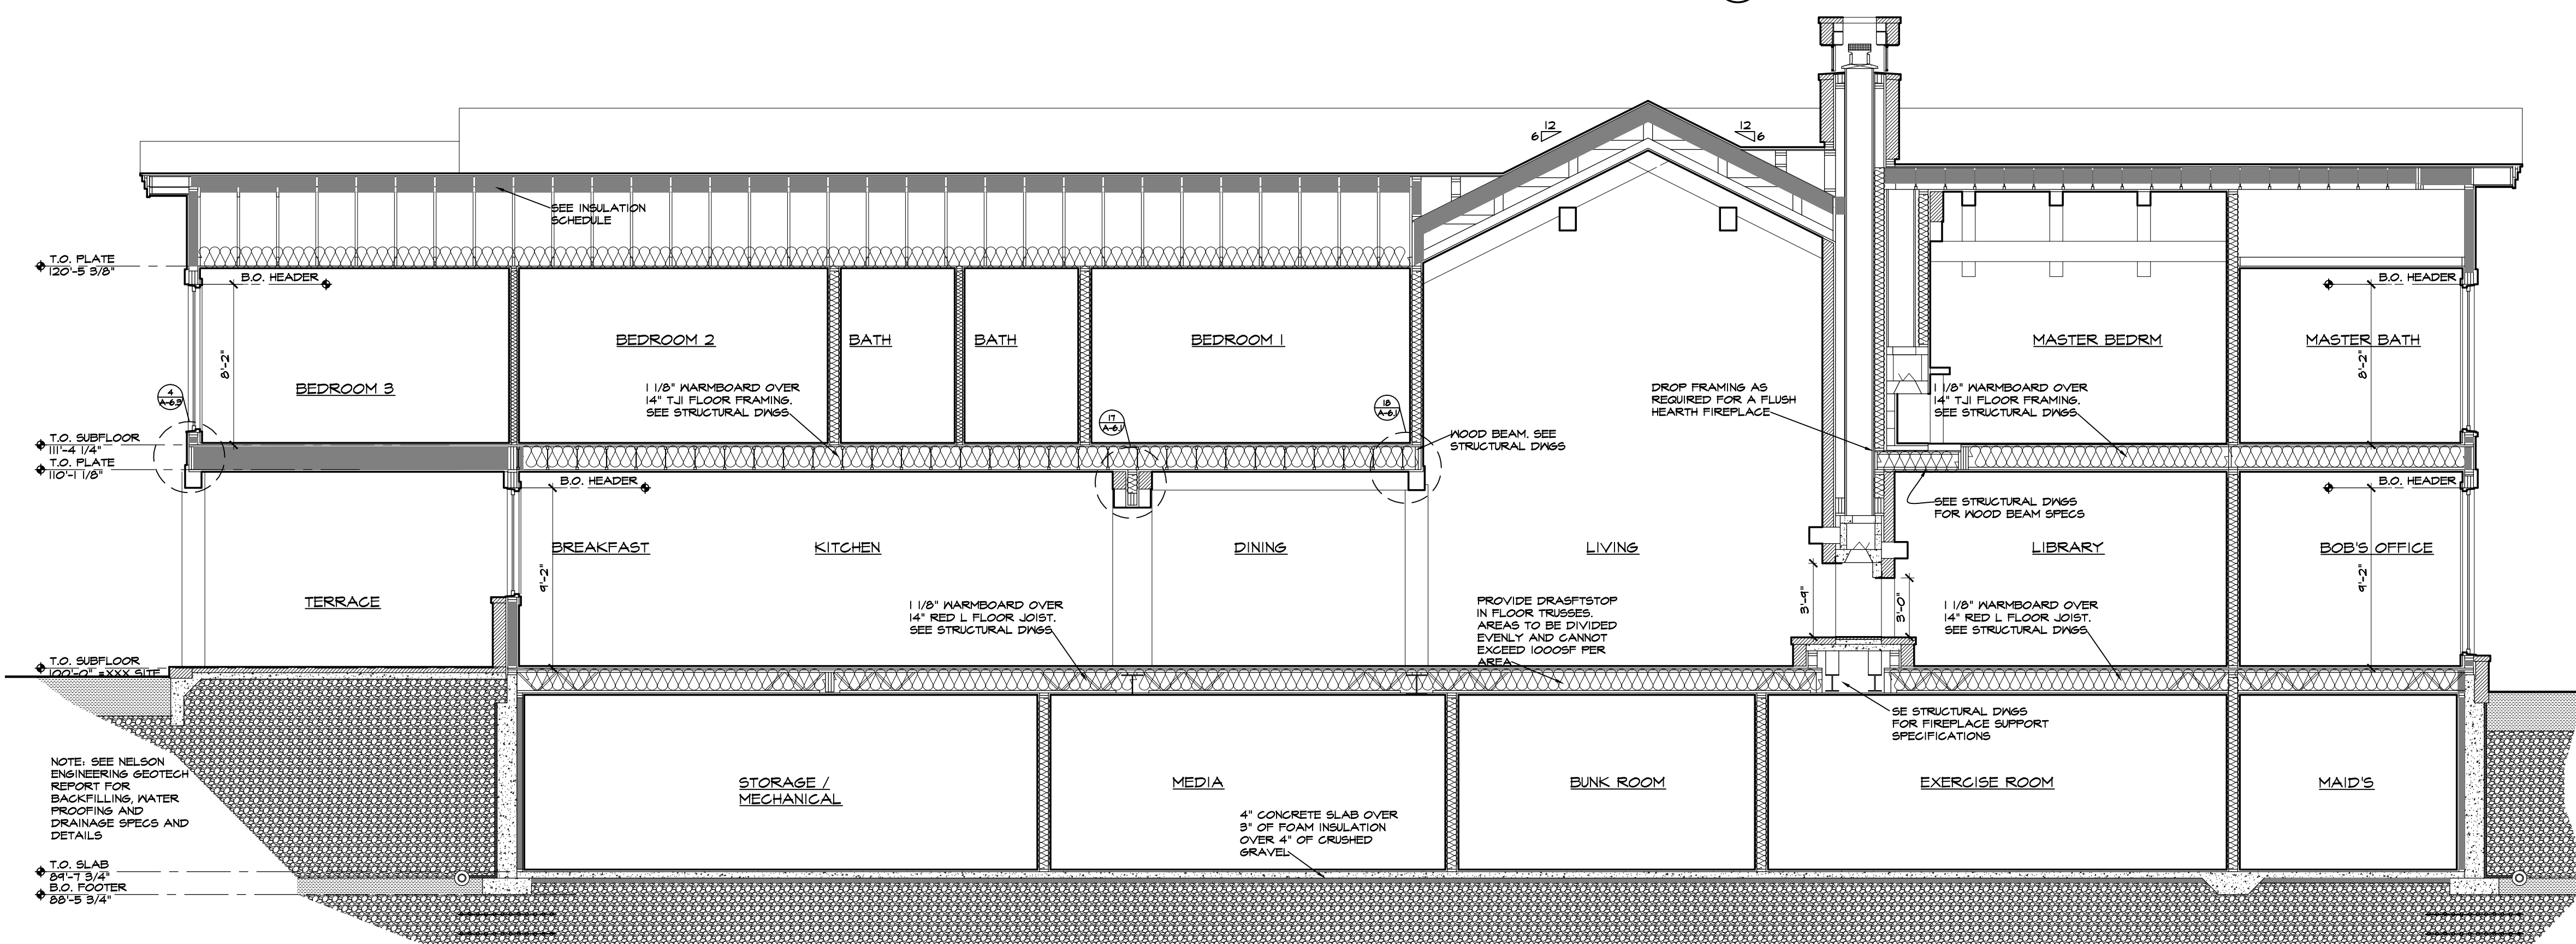 12
6
12
6
SEE INSULATION
SCHEDULE
T.O. PLATE
120'-5 3/8"
B.O. HEADER
B.O. HEADER
8'-2"
BEDROOM 3
BEDROOM 2
BATH
BATH
BEDROOM 1
MASTER BEDRM
MASTER BATH
8'-2"
4
A-6.3
1 1/8" WARMBOARD OVER
14" TJI FLOOR FRAMING.
SEE STRUCTURAL DWGS
17
A-6.1
18
A-6.1
WOOD BEAM. SEE
STRUCTURAL DWGS
DROP FRAMING AS
REQUIRED FOR A FLUSH
HEARTH FIREPLACE
1 1/8" WARMBOARD OVER
14" TJI FLOOR FRAMING.
SEE STRUCTURAL DWGS
T.O. SUBFLOOR
111'-4 1/4"
T.O. PLATE
110'-1 1/8"
B.O. HEADER
B.O. HEADER
SEE STRUCTURAL DWGS
FOR WOOD BEAM SPECS
TERRACE
BREAKFAST
KITCHEN
DINING
LIVING
LIBRARY
BOB'S OFFICE
9'-2"
3'-9"
3'-0"
9'-2"
1 1/8" WARMBOARD OVER
14" RED L FLOOR JOIST.
SEE STRUCTURAL DWGS
PROVIDE DRASFTSTOP
IN FLOOR TRUSSES.
AREAS TO BE DIVIDED
EVENLY AND CANNOT
EXCEED 1000SF PER
AREA
1 1/8" WARMBOARD OVER
14" RED L FLOOR JOIST.
SEE STRUCTURAL DWGS
T.O. SUBFLOOR
100'-0" =XXX SITE
SE STRUCTURAL DWGS
FOR FIREPLACE SUPPORT
SPECIFICATIONS
NOTE: SEE NELSON
ENGINEERING GEOTECH
REPORT FOR
BACKFILLING, WATER
PROOFING AND
DRAINAGE SPECS AND
DETAILS
STORAGE /
MECHANICAL
MEDIA
BUNK ROOM
EXERCISE ROOM
MAID'S
4" CONCRETE SLAB OVER
3" OF FOAM INSULATION
OVER 4" OF CRUSHED
GRAVEL
T.O. SLAB
89'-7 3/4"
B.O. FOOTER
88'-5 3/4"